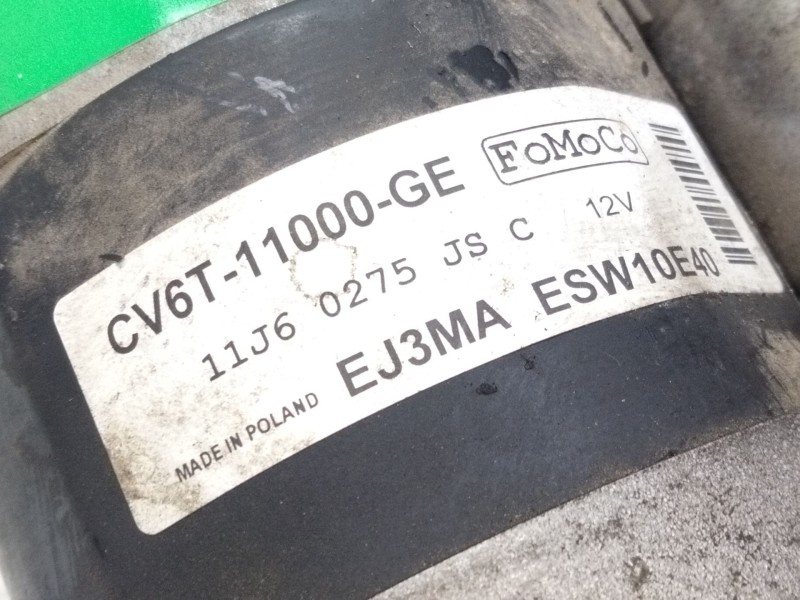 CV6T-11000-GE FoMoCo
11J6 0275 JS C 12V
EJ3MA ESW10E40
MADE IN POLAND